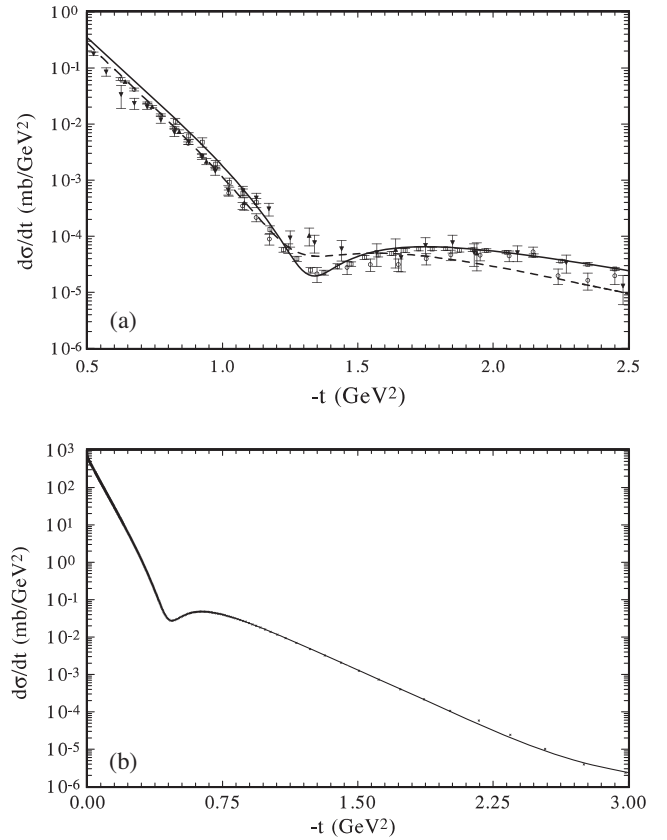 10⁰
10⁻¹
10⁻²
10⁻³
10⁻⁴
10⁻⁵
10⁻⁶
dσ/dt (mb/GeV²)
(a)
0.5 1.0 1.5 2.0 2.5
-t (GeV²)
10³
10²
10¹
10⁰
10⁻¹
10⁻²
10⁻³
10⁻⁴
10⁻⁵
10⁻⁶
dσ/dt (mb/GeV²)
(b)
0.00 0.75 1.50 2.25 3.00
-t (GeV²)